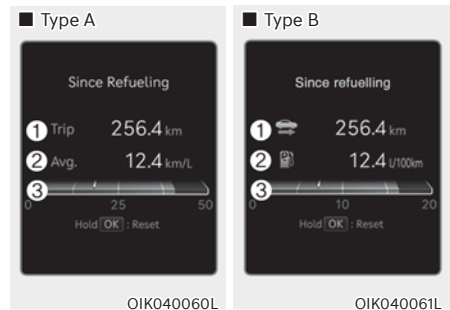 ■ Type A
Since Refueling
① Trip 256.4 km
② Avg. 12.4 km/L
③
0 25 50
Hold OK : Reset
OIK040060L
■ Type B
Since refuelling
① 256.4 km
② 12.4 l/100km
③
0 10 20
Hold OK : Reset
OIK040061L